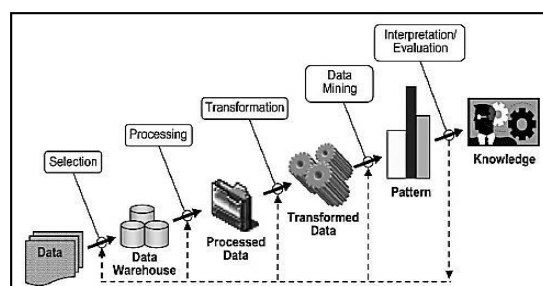 Interpretation/
Evaluation
Data
Mining
Transformation
Processing
Selection
Data
Data
Warehouse
Processed
Data
Transformed
Data
Pattern
Knowledge